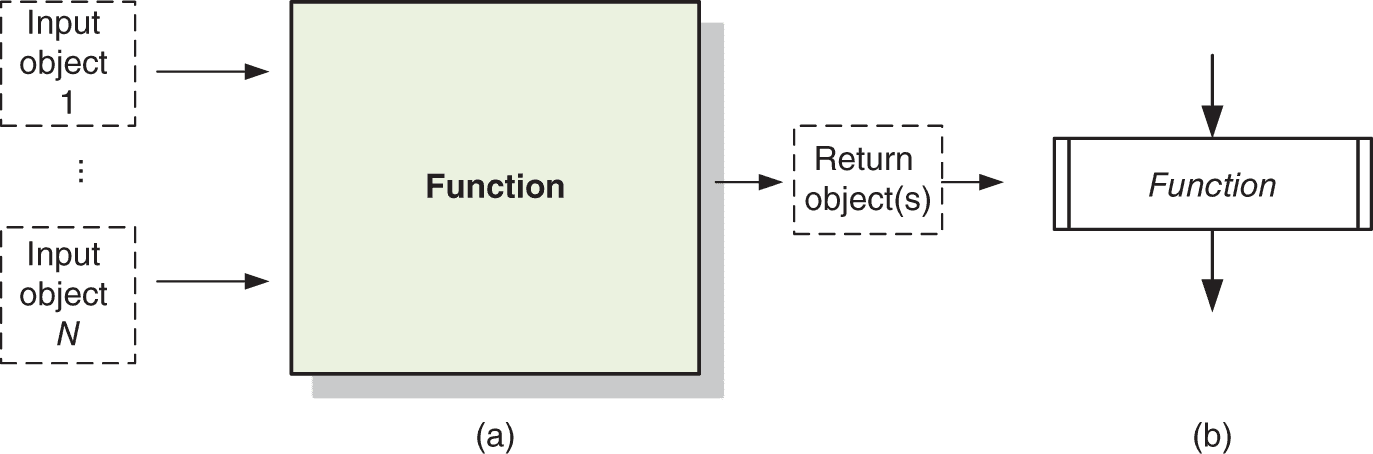 Input
object
1
⋮
Input
object
N
Function
Return
object(s)
Function
(a)
(b)